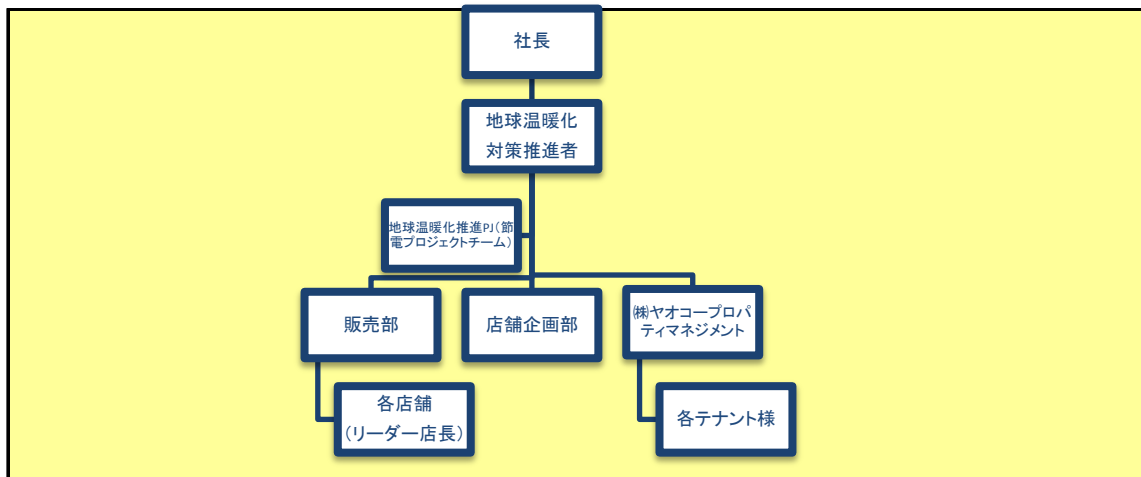 社長
地球温暖化
対策推進者
地球温暖化推進PJ(節
電プロジェクトチーム)
販売部
店舗企画部
㈱ヤオコープロパ
ティマネジメント
各店舗
(リーダー店長)
各テナント様